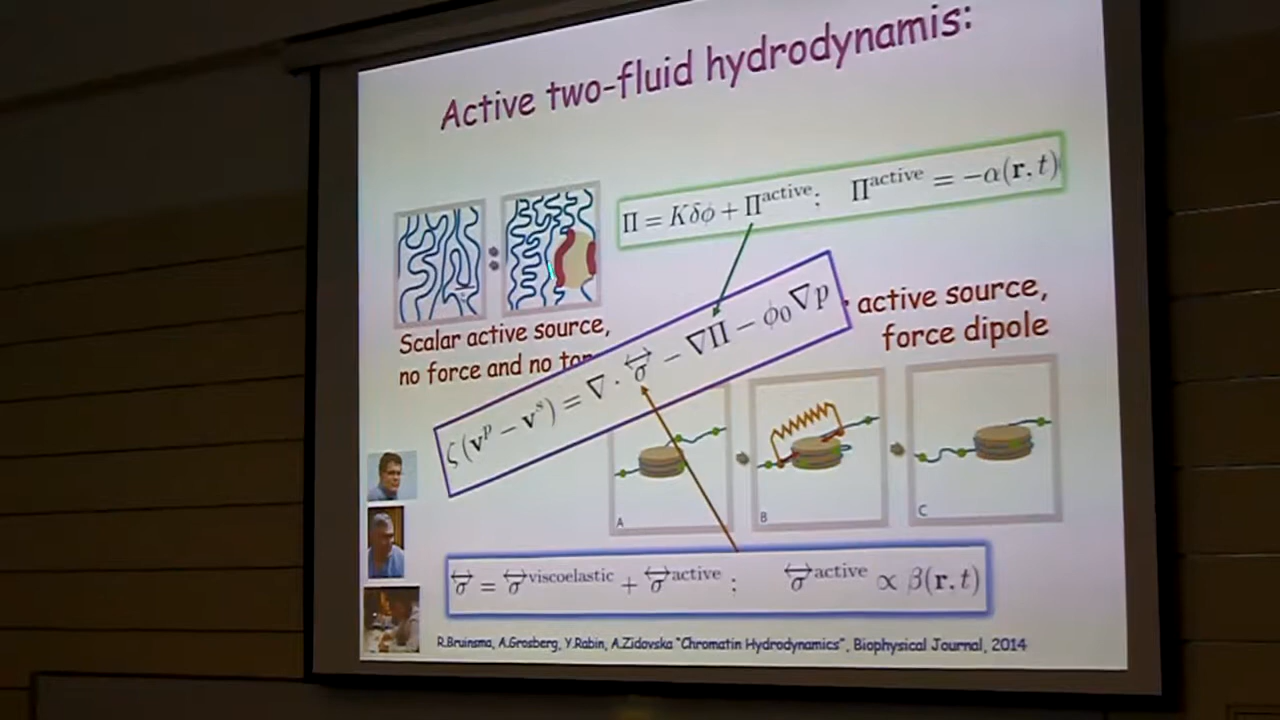 Active two-fluid hydrodynamis:
Π = Kδϕ + Π^active; Π^active = −α(r, t)
Scalar active source,
no force and no
active source,
force dipole
ζ(v^p − v^s) = ∇ · σ⃡ − ∇Π − ϕ₀∇p
A
B
C
σ⃡ = σ⃡^viscoelastic + σ⃡^active ; σ⃡^active ∝ β(r, t)
R.Bruinsma, A.Grosberg, Y.Rabin, A.Zidovska "Chromatin Hydrodynamics", Biophysical Journal, 2014